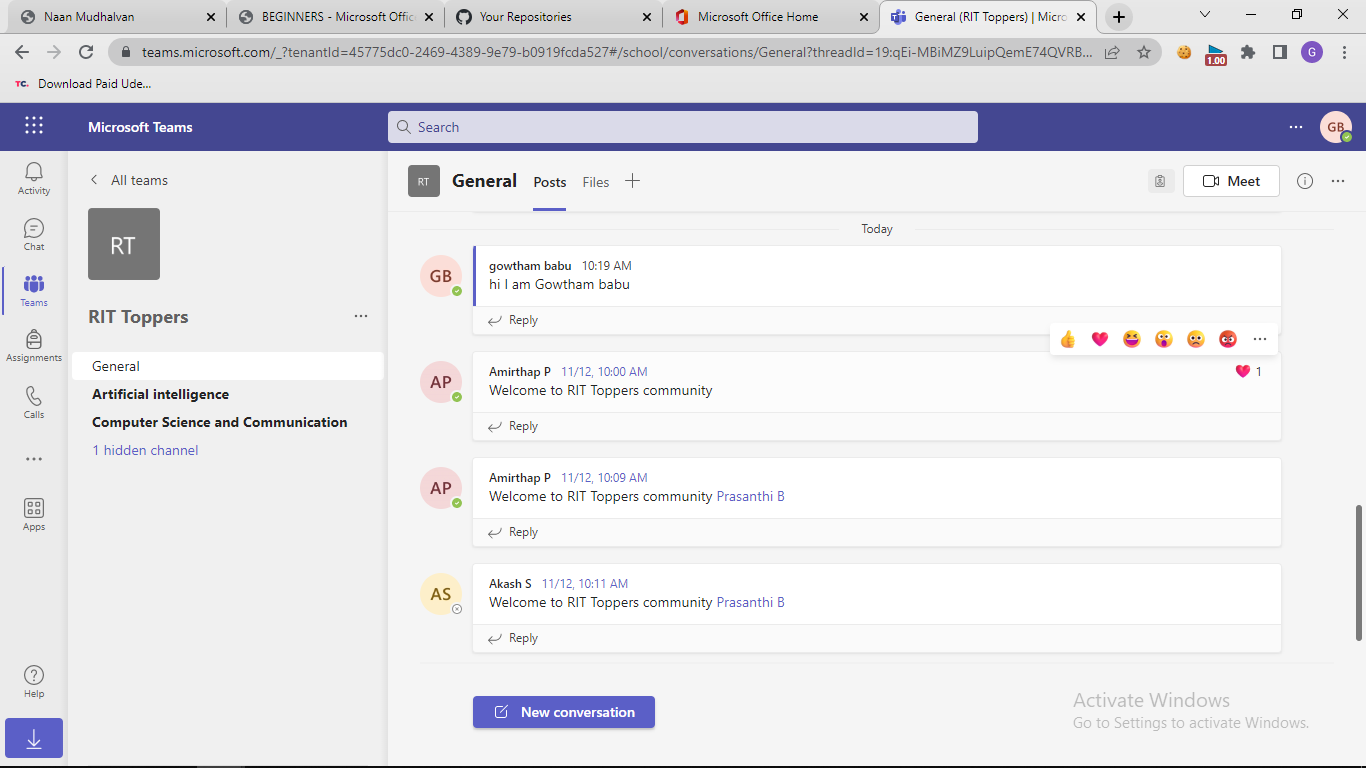 Naan Mudhalvan
BEGINNERS - Microsoft Offic
Your Repositories
Microsoft Office Home
General (RIT Toppers) | Micro
teams.microsoft.com/_?tenantId=45775dc0-2469-4389-9e79-b0919fcda527#/school/conversations/General?threadId=19:qEi-MBiMZ9LuipQemE74QVRB...
1.00
G
TC.
Download Paid Ude...
Microsoft Teams
Search
GB
Activity
Chat
Teams
Assignments
Calls
Apps
Help
All teams
RT
RIT Toppers
General
Artificial intelligence
Computer Science and Communication
1 hidden channel
RT
General
Posts
Files
Meet
Today
GB
gowtham babu 10:19 AM
hi I am Gowtham babu
Reply
AP
Amirthap P 11/12, 10:00 AM
1
Welcome to RIT Toppers community
Reply
AP
Amirthap P 11/12, 10:09 AM
Welcome to RIT Toppers community Prasanthi B
Reply
AS
Akash S 11/12, 10:11 AM
Welcome to RIT Toppers community Prasanthi B
Reply
New conversation
Activate Windows
Go to Settings to activate Windows.